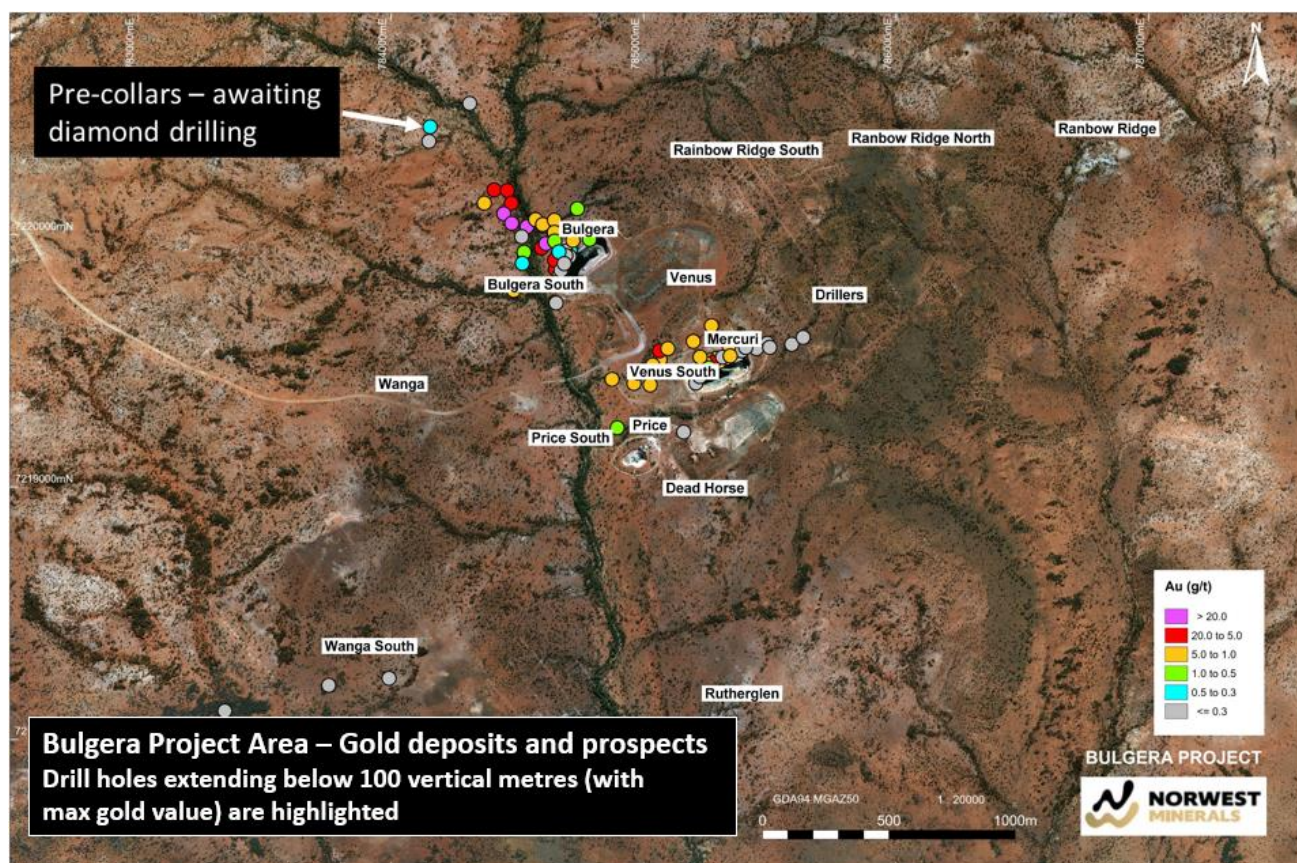 783000mE
784000mE
785000mE
786000mE
787000mE
N
Pre-collars – awaiting
diamond drilling
Ranbow Ridge
Ranbow Ridge North
Rainbow Ridge South
7220000mN
Bulgera
Bulgera South
Venus
Drillers
Mercuri
Venus South
Wanga
Price
Price South
7219000mN
Dead Horse
Au (g/t)
> 20.0
20.0 to 5.0
5.0 to 1.0
1.0 to 0.5
0.5 to 0.3
<= 0.3
Wanga South
Rutherglen
Bulgera Project Area – Gold deposits and prospects
Drill holes extending below 100 vertical metres (with
max gold value) are highlighted
GDA94 MGAZ50 1 : 20000
0 500 1000m
BULGERA PROJECT
NORWEST
MINERALS